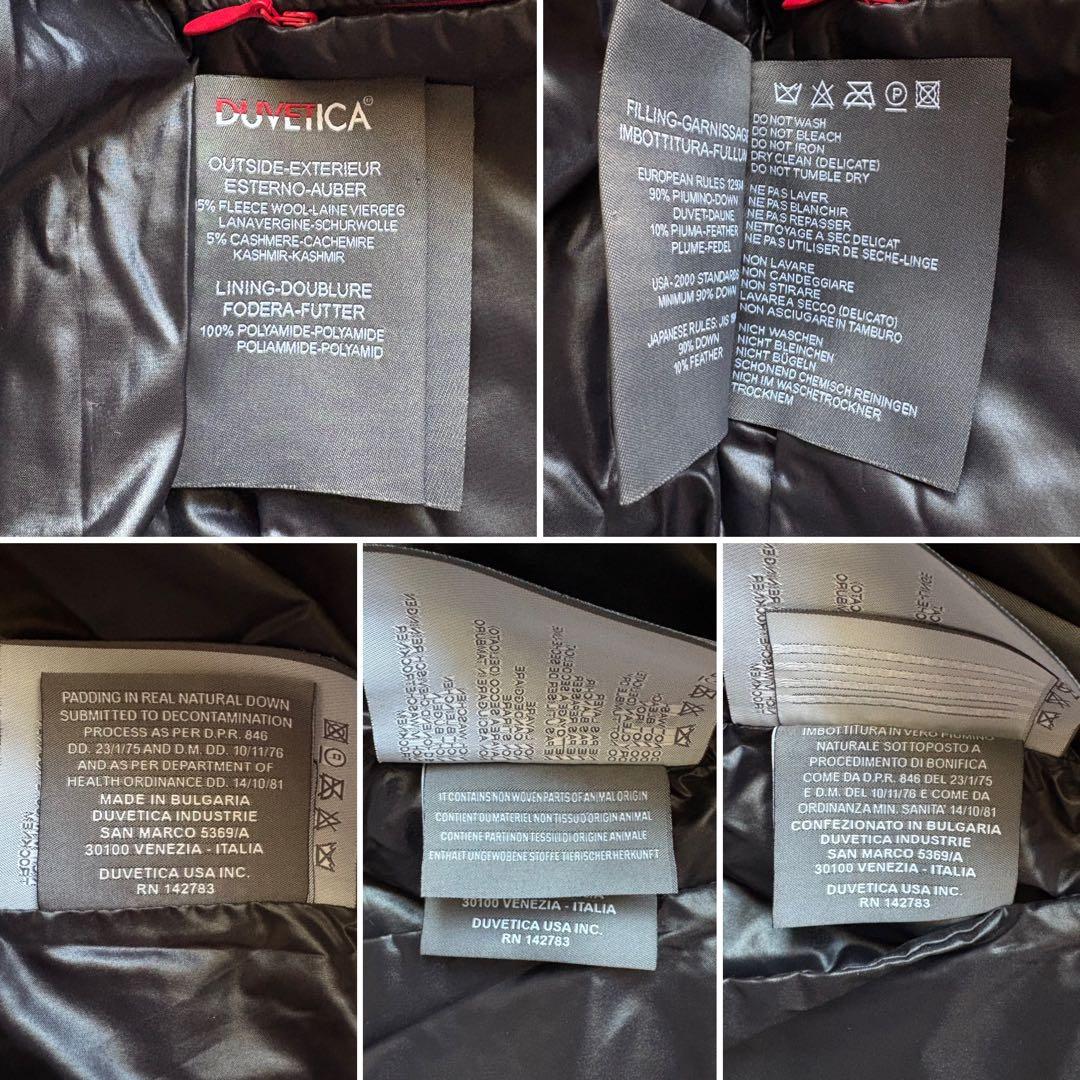 DUVETICA
OUTSIDE-EXTERIEUR
ESTERNO-AUBER
5% FLEECE WOOL-LAINE VIERGEG
LANAVERGINE-SCHURWOLLE
5% CASHMERE-CACHEMIRE
KASHMIR-KASHMIR
LINING-DOUBLURE
FODERA-FUTTER
100% POLYAMIDE-POLYAMIDE
POLIAMMIDE-POLYAMID
FILLING-GARNISSAGE
IMBOTTITURA-FULLUN
EUROPEAN RULES 12934
90% PIUMINO-DOWN
DUVET-DAUNE
10% PIUMA-FEATHER
PLUME-FEDEL
USA-2000 STANDARDS
MINIMUM 90% DOWN
JAPANESE RULES: JIS
90% DOWN
10% FEATHER
DO NOT WASH
DO NOT BLEACH
DO NOT IRON
DRY CLEAN (DELICATE)
DO NOT TUMBLE DRY
NE PAS LAVER
NE PAS BLANCHIR
NE PAS REPASSER
NETTOYAGE A SEC DELICAT
NE PAS UTILISER DE SECHE-LINGE
NON LAVARE
NON CANDEGGIARE
NON STIRARE
LAVAREA SECCO (DELICATO)
NON ASCIUGARE IN TAMBURO
NICH WASCHEN
NICHT BLEINCHEN
NICHT BÜGELN
SCHONEND CHEMISCH REININGEN
NICH IM WASCHETROCKNER
TROCKNEM
PADDING IN REAL NATURAL DOWN
SUBMITTED TO DECONTAMINATION
PROCESS AS PER D.P.R. 846
DD. 23/1/75 AND D.M. DD. 10/11/76
AND AS PER DEPARTMENT OF
HEALTH ORDINANCE DD. 14/10/81
MADE IN BULGARIA
DUVETICA INDUSTRIE
SAN MARCO 5369/A
30100 VENEZIA - ITALIA
DUVETICA USA INC.
RN 142783
IT CONTAINS NON WOVEN PARTS OF ANIMAL ORIGIN
CONTIENT DU MATERIEL NON TISSU D'ORIGIN ANIMAL
CONTIENE PARTI NON TESSILI DI ORIGINE ANIMALE
ENTHALT UNGEWOBENE STOFFE TIERISCHER HERKUNFT
30100 VENEZIA - ITALIA
DUVETICA USA INC.
RN 142783
IMBOTTITURA IN VERO PIUMINO
NATURALE SOTTOPOSTO A
PROCEDIMENTO DI BONIFICA
COME DA D.P.R. 846 DEL 23/1/75
E D.M. DEL 10/11/76 E COME DA
ORDINANZA MIN. SANITA' 14/10/81
CONFEZIONATO IN BULGARIA
DUVETICA INDUSTRIE
SAN MARCO 5369/A
30100 VENEZIA - ITALIA
DUVETICA USA INC.
RN 142783